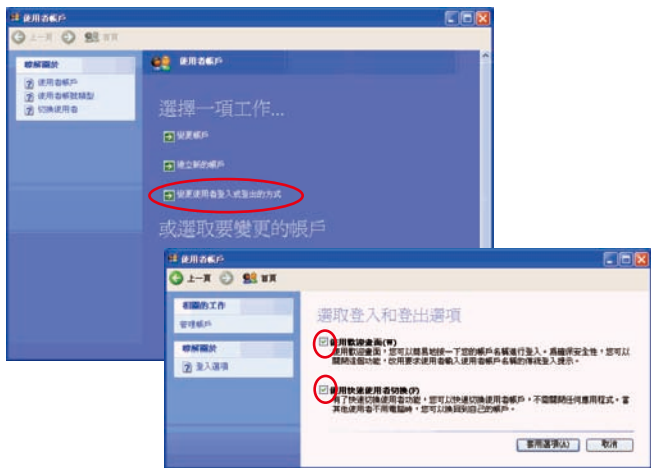 使用者帳戶
上一頁 首頁
瞭解關於
使用者帳戶
使用者帳號類型
切換使用者
使用者帳戶
選擇一項工作...
變更帳戶
建立新的帳戶
變更使用者登入或登出的方式
或選取要變更的帳戶
使用者帳戶
上一頁 首頁
相關的工作
管理帳戶
瞭解關於
登入選項
選取登入和登出選項
使用歡迎畫面(W)
使用歡迎畫面，您可以簡易地按一下您的帳戶名稱進行登入。爲確保安全性，您可以
關閉這個功能，改用要求使用者輸入使用者帳戶名稱的傳統登入提示。
使用快速使用者切換(F)
有了快速切換使用者功能，您可以快速切換使用者帳戶，不需關閉任何應用程式。當
其他使用者不用電腦時，您可以換回到自己的帳戶。
套用選項(A) 取消